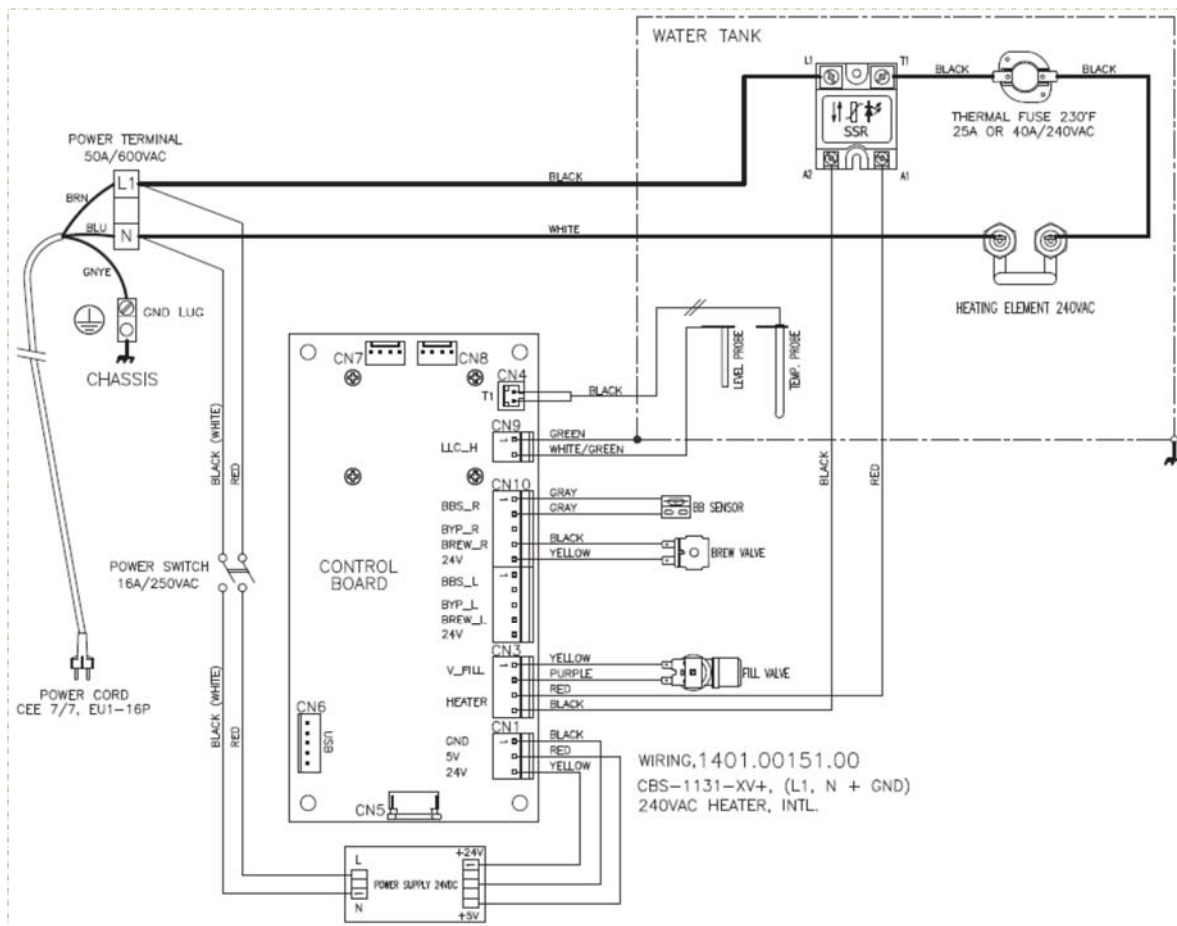 WATER TANK
L1
T1
BLACK
BLACK
SSR
THERMAL FUSE 230°F
25A OR 40A/240VAC
A2
A1
POWER TERMINAL
50A/600VAC
L1
BLACK
BRN
BLU
N
WHITE
GNYE
GND LUG
CHASSIS
HEATING ELEMENT 240VAC
CN7
CN8
CN4
T1
BLACK
LEVEL PROBE
TEMP. PROBE
CN9
LLC_H
GREEN
WHITE/GREEN
BLACK (WHITE)
RED
BLACK
RED
CN10
BBS_R
GRAY
GRAY
BB SENSOR
BYP_R
BREW_R
BLACK
24V
YELLOW
BREW VALVE
BBS_L
BYP_L
BREW_L
24V
CONTROL
BOARD
POWER SWITCH
16A/250VAC
CN3
V_FILL
YELLOW
PURPLE
FILL VALVE
HEATER
RED
BLACK
POWER CORD
CEE 7/7, EU1-16P
BLACK (WHITE)
RED
CN6
USB
CN1
GND
BLACK
5V
RED
24V
YELLOW
CN5
WIRING,1401.00151.00
CBS-1131-XV+, (L1, N + GND)
240VAC HEATER, INTL.
L
N
POWER SUPPLY 24VDC
+24V
+5V